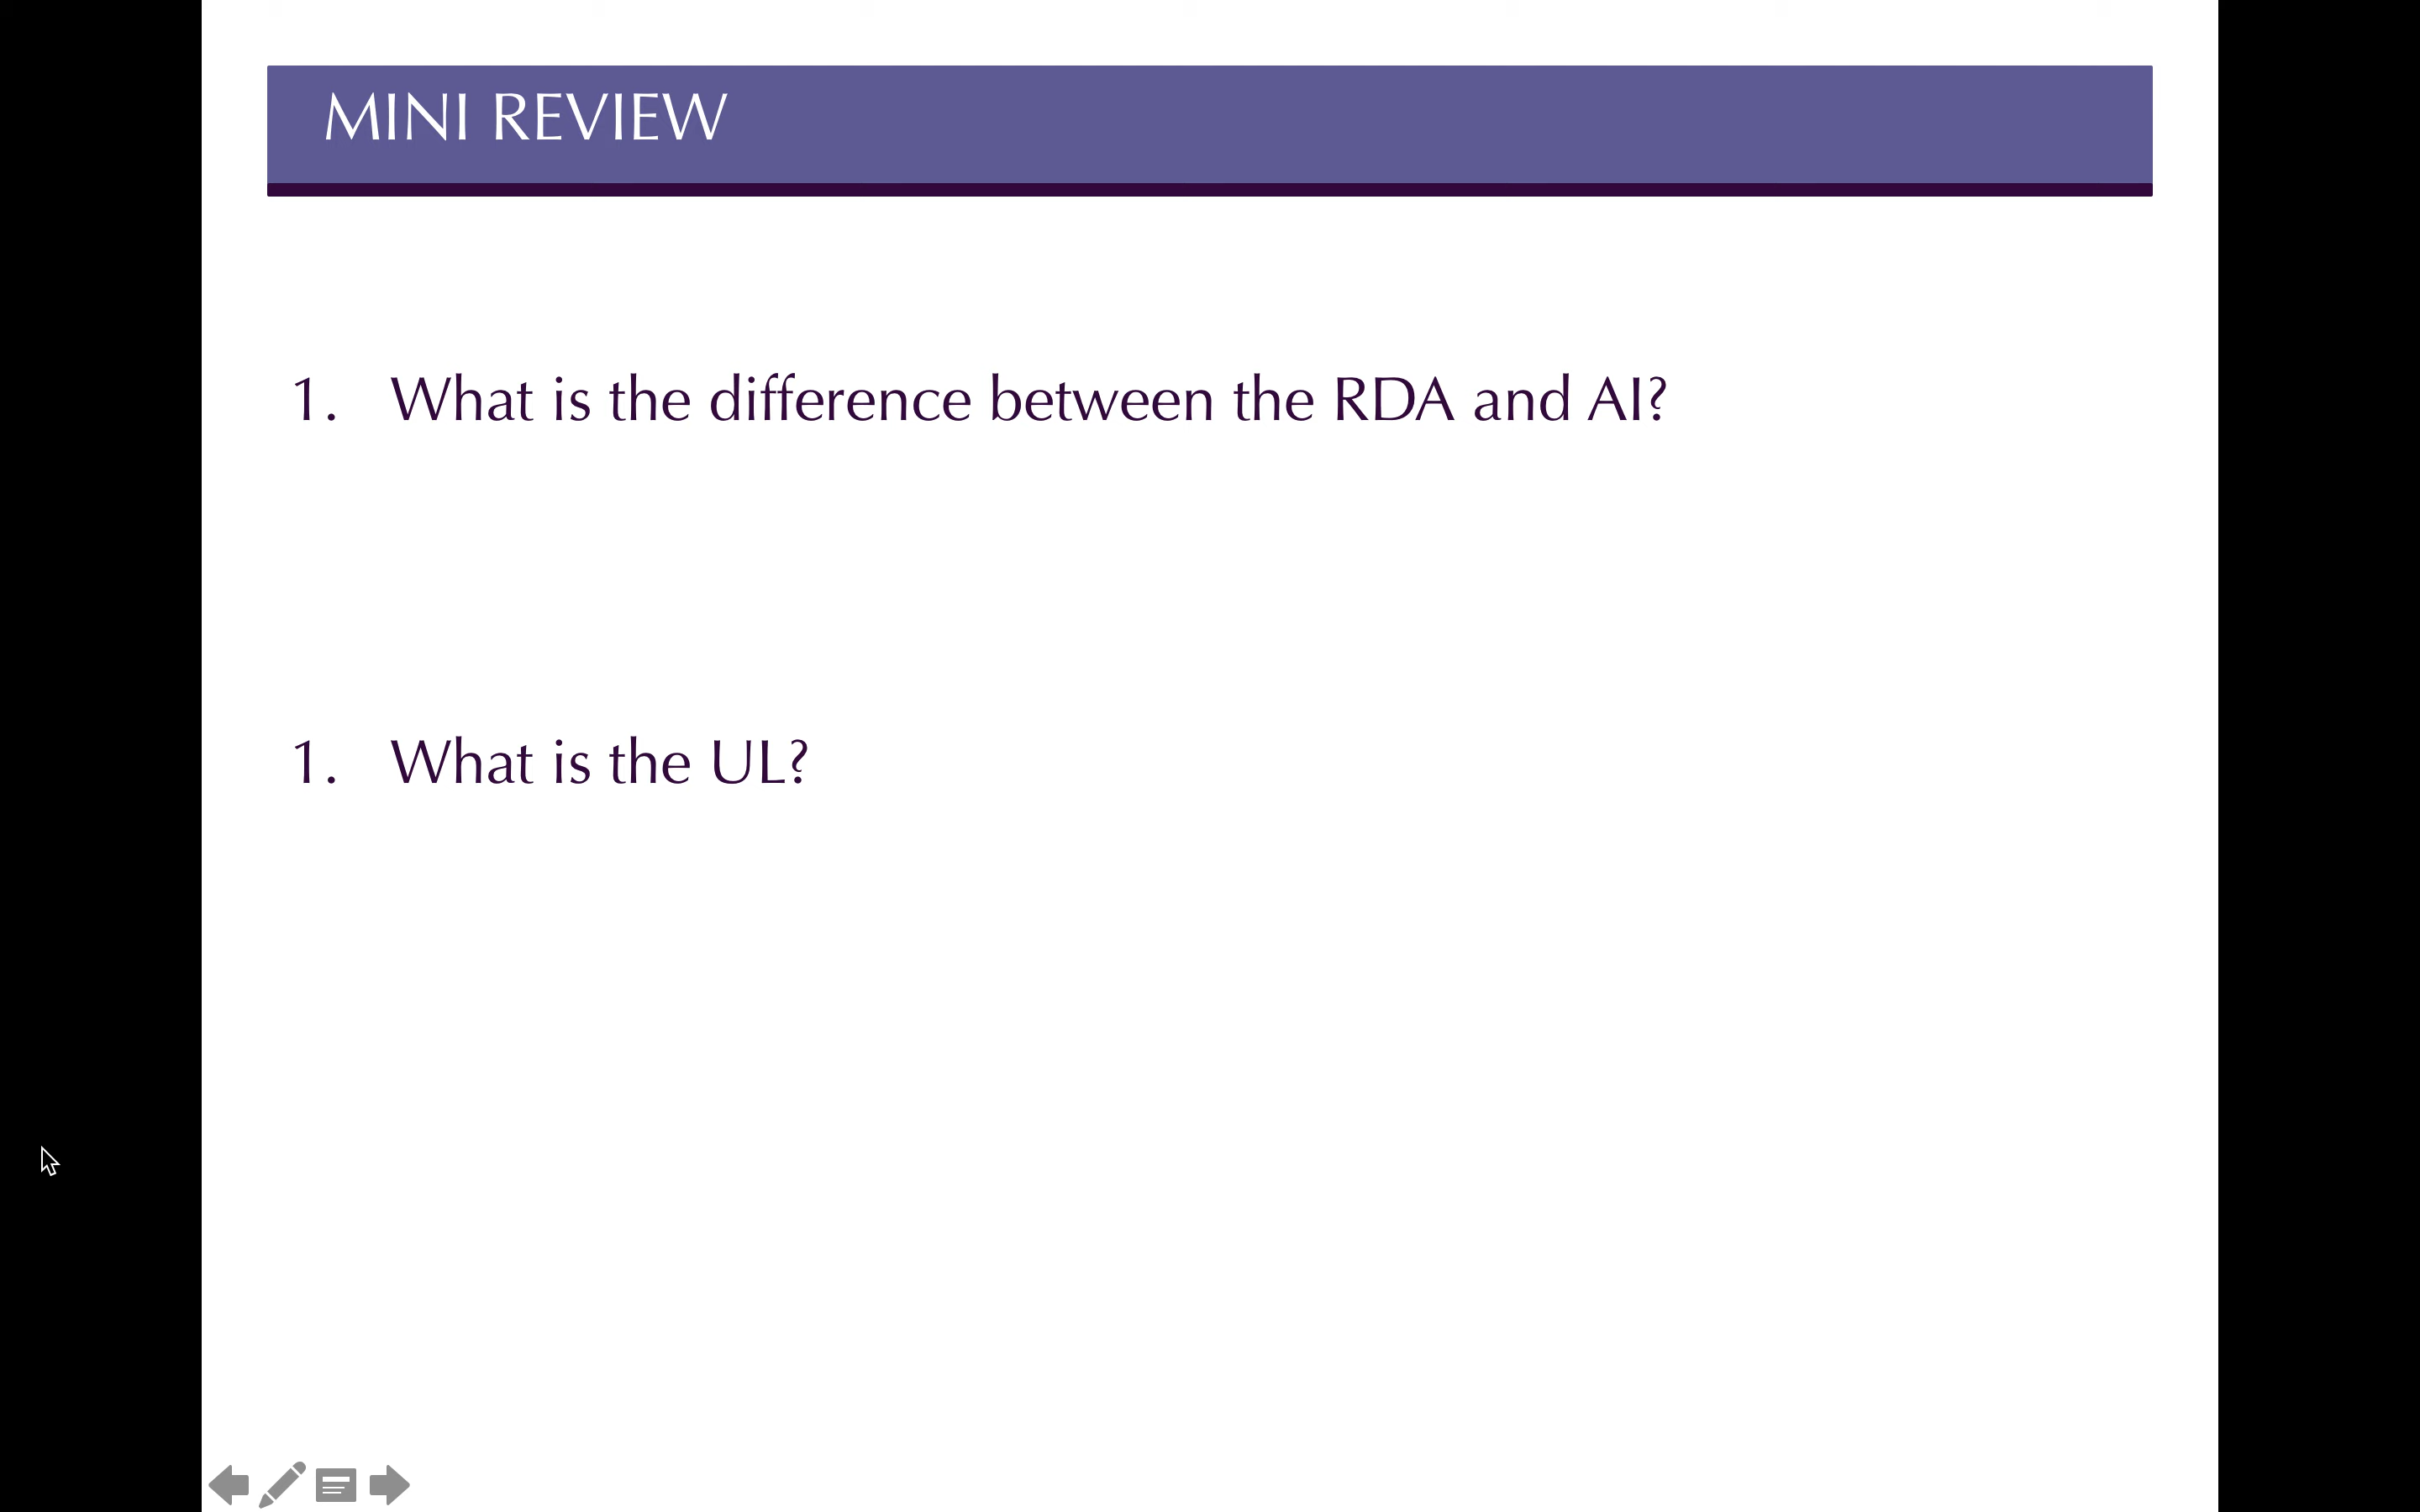 MINI REVIEW
1. What is the difference between the RDA and AI?
1. What is the UL?